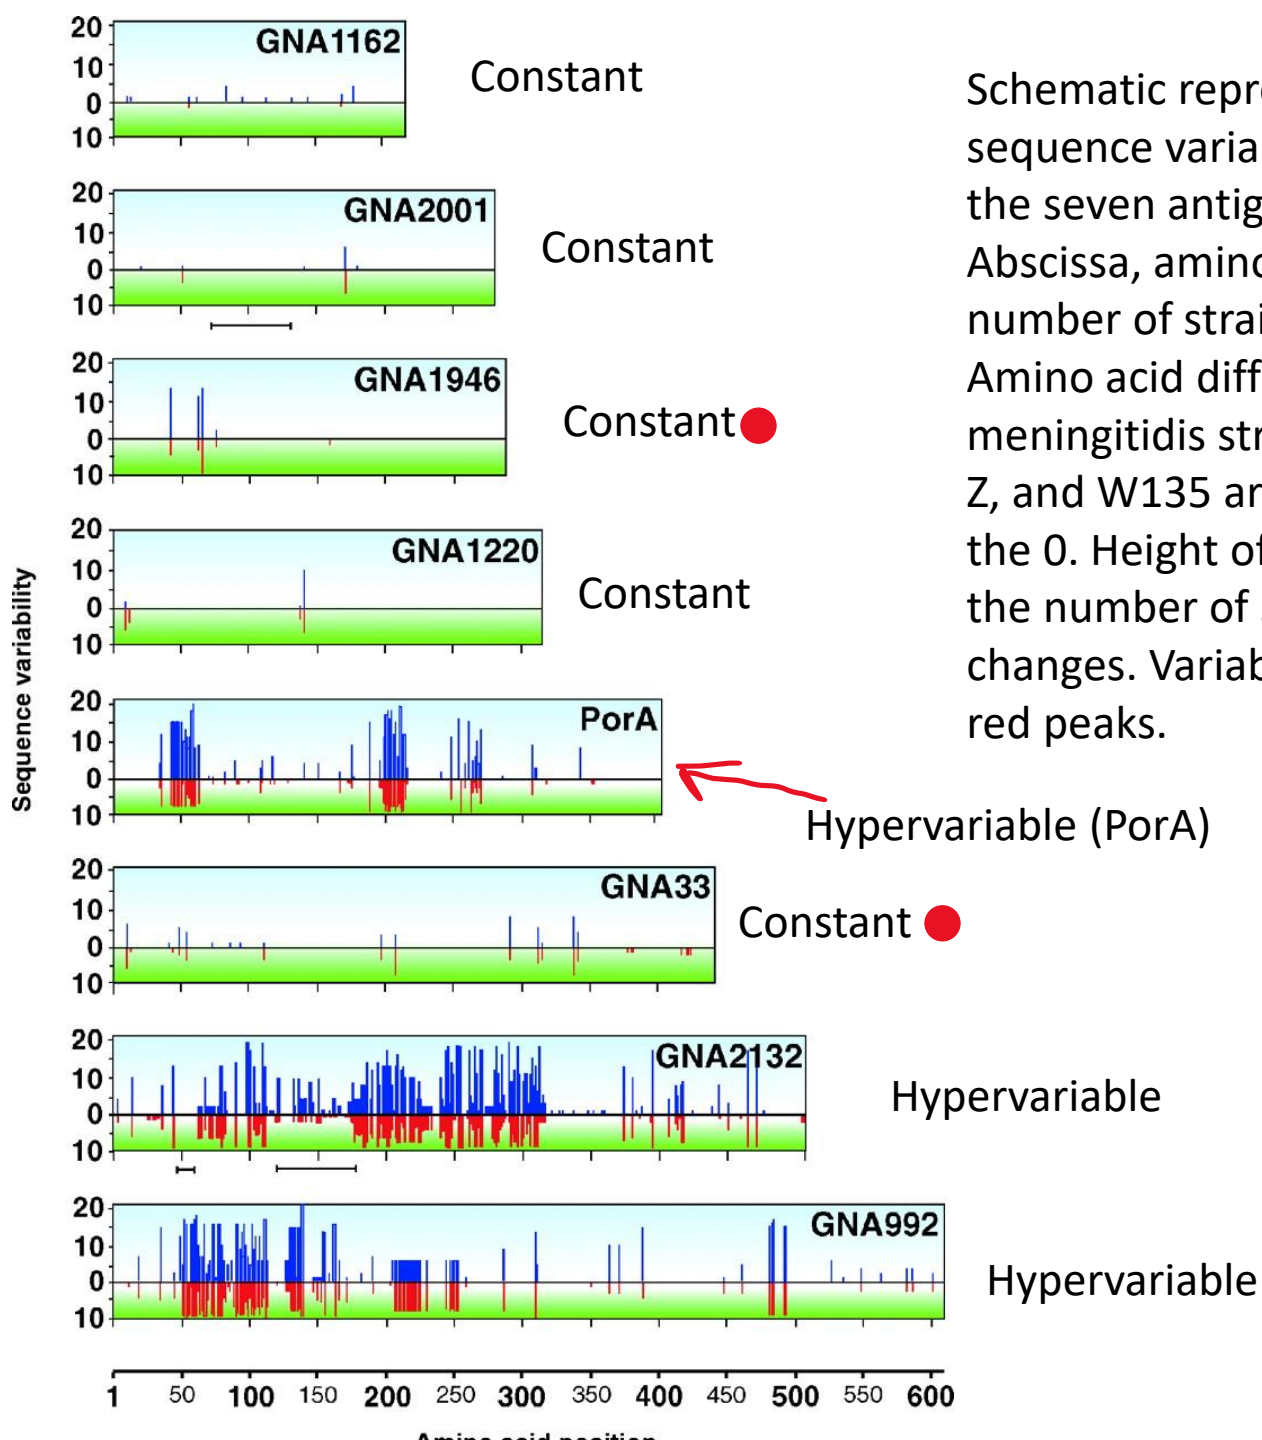 20
10
0
10
GNA1162
Constant
20
10
0
10
GNA2001
Constant
20
10
0
10
GNA1946
Constant
20
10
0
10
GNA1220
Constant
20
10
0
10
PorA
Hypervariable (PorA)
20
10
0
10
GNA33
Constant
20
10
0
10
GNA2132
Hypervariable
20
10
0
10
GNA992
Hypervariable
Sequence variability
1 50 100 150 200 250 300 350 400 450 500 550 600
Amino acid position
Schematic repr
sequence varia
the seven antig
Abscissa, amino
number of strai
Amino acid diff
meningitidis str
Z, and W135 ar
the 0. Height of
the number of
changes. Variab
red peaks.